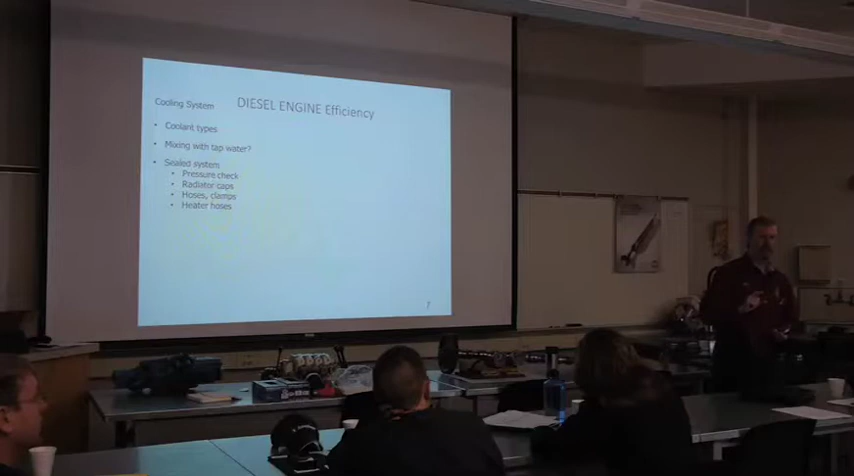 DIESEL ENGINE Efficiency
Cooling System
• Coolant types
• Mixing with tap water?
• Sealed system
• Pressure check
• Radiator caps
• Hoses, clamps
• Heater hoses
7